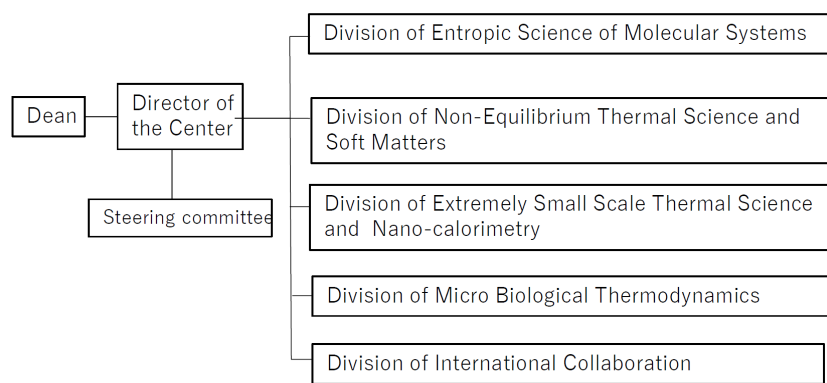 Dean
Director of
the Center
Steering committee
Division of Entropic Science of Molecular Systems
Division of Non-Equilibrium Thermal Science and
Soft Matters
Division of Extremely Small Scale Thermal Science
and Nano-calorimetry
Division of Micro Biological Thermodynamics
Division of International Collaboration